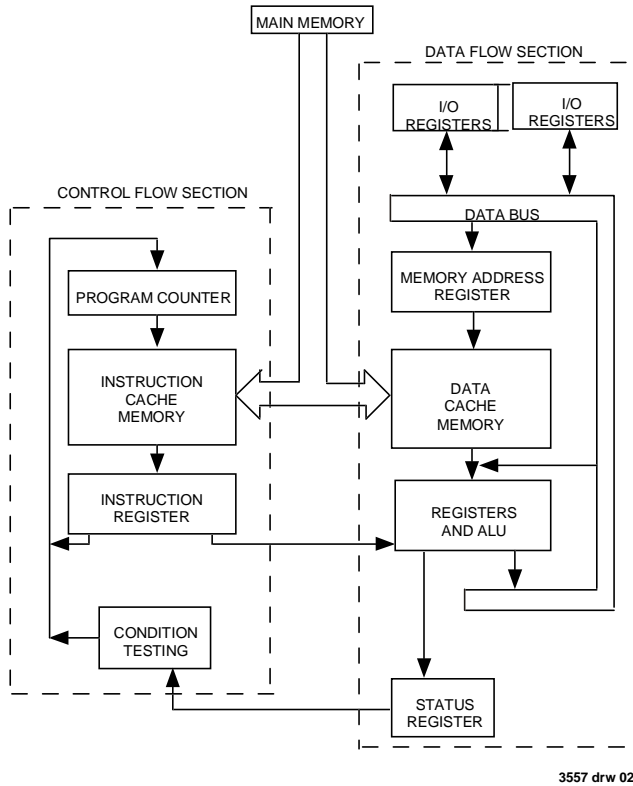 MAIN MEMORY
DATA FLOW SECTION
I/O
REGISTERS
I/O
REGISTERS
CONTROL FLOW SECTION
DATA BUS
PROGRAM COUNTER
MEMORY ADDRESS
REGISTER
INSTRUCTION
CACHE
MEMORY
DATA
CACHE
MEMORY
INSTRUCTION
REGISTER
REGISTERS
AND ALU
CONDITION
TESTING
STATUS
REGISTER
3557 drw 02